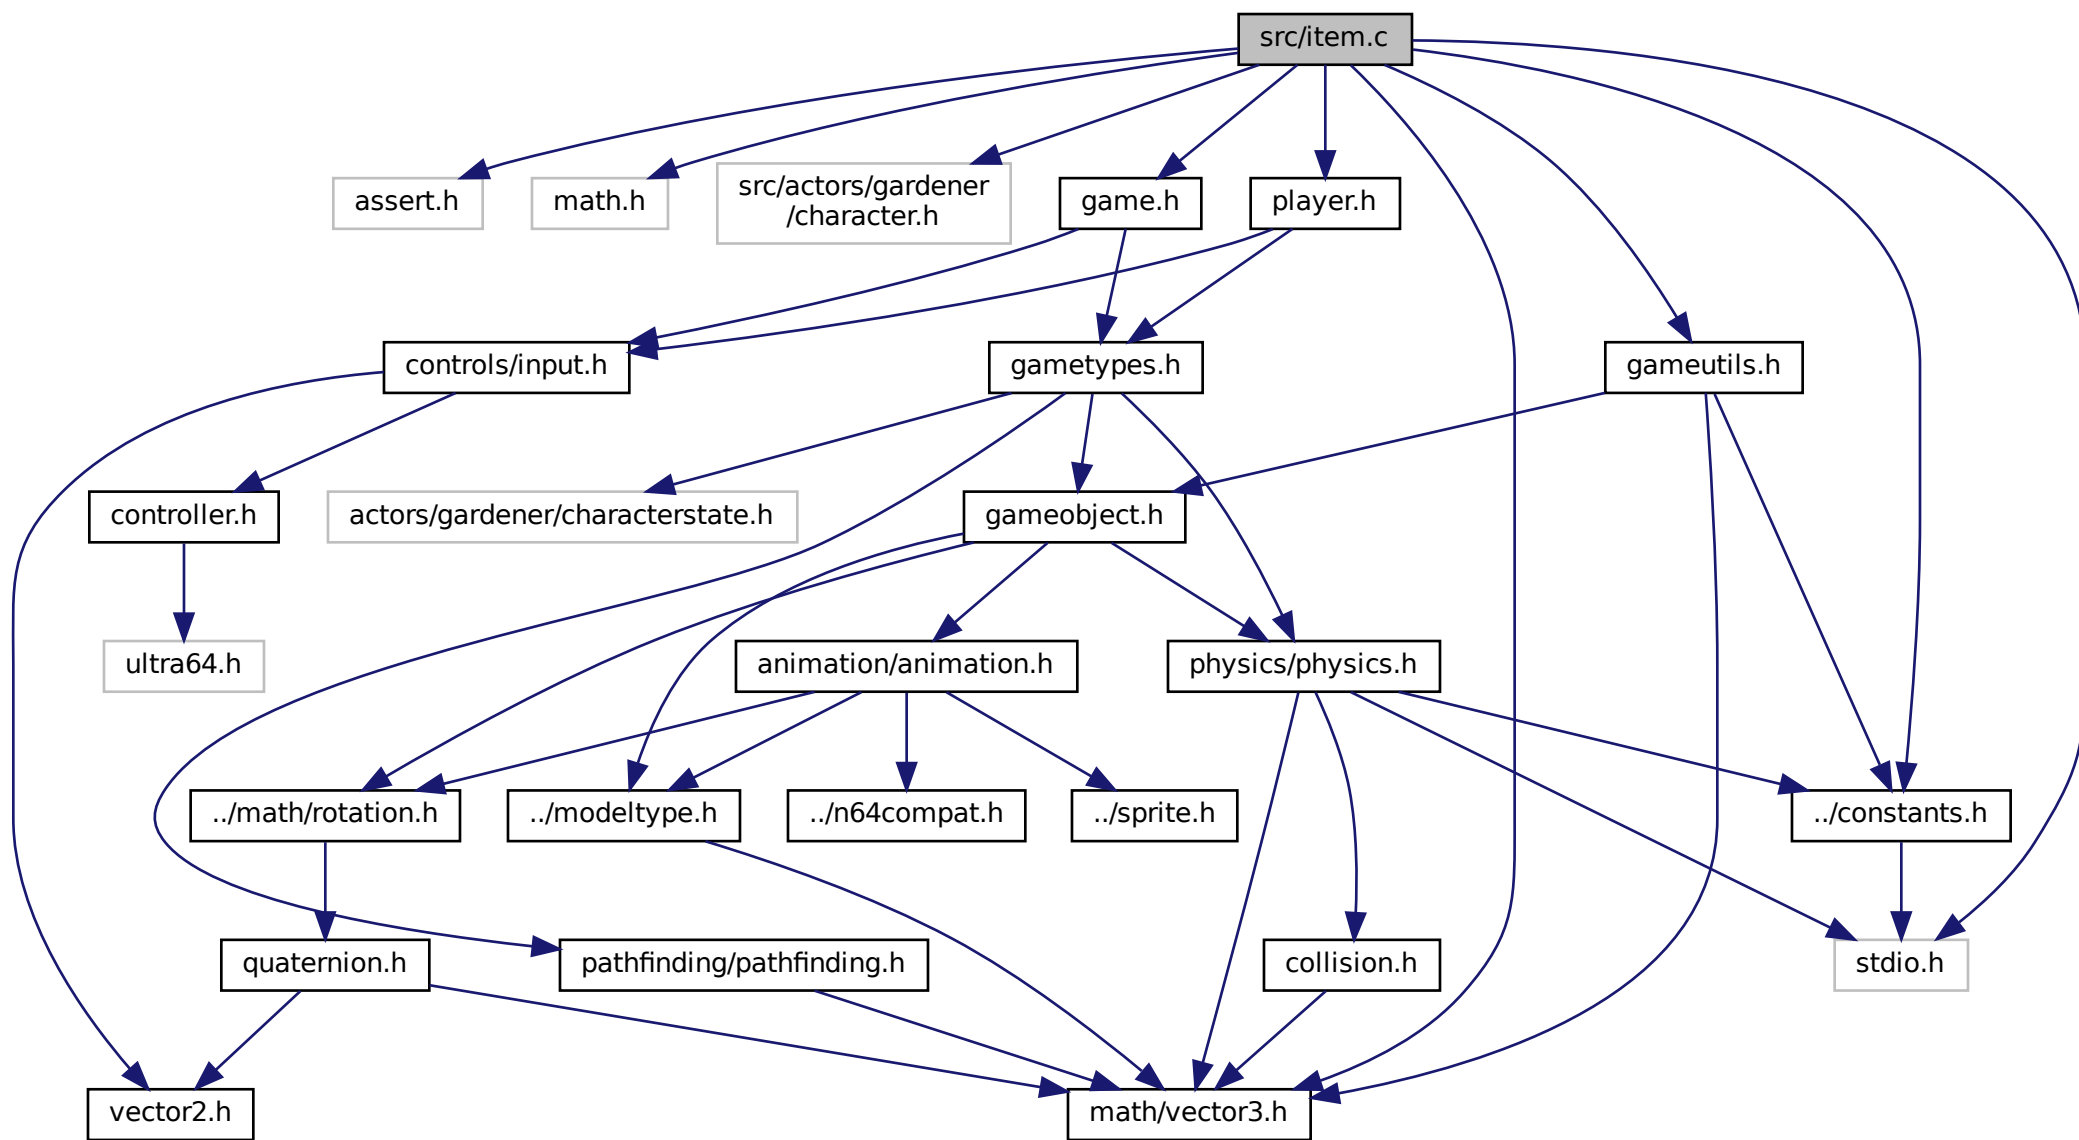 src/item.c
assert.h
math.h
src/actors/gardener
/character.h
game.h
player.h
controls/input.h
gametypes.h
gameutils.h
controller.h
actors/gardener/characterstate.h
gameobject.h
ultra64.h
animation/animation.h
physics/physics.h
../math/rotation.h
../modeltype.h
../n64compat.h
../sprite.h
../constants.h
quaternion.h
pathfinding/pathfinding.h
collision.h
stdio.h
vector2.h
math/vector3.h